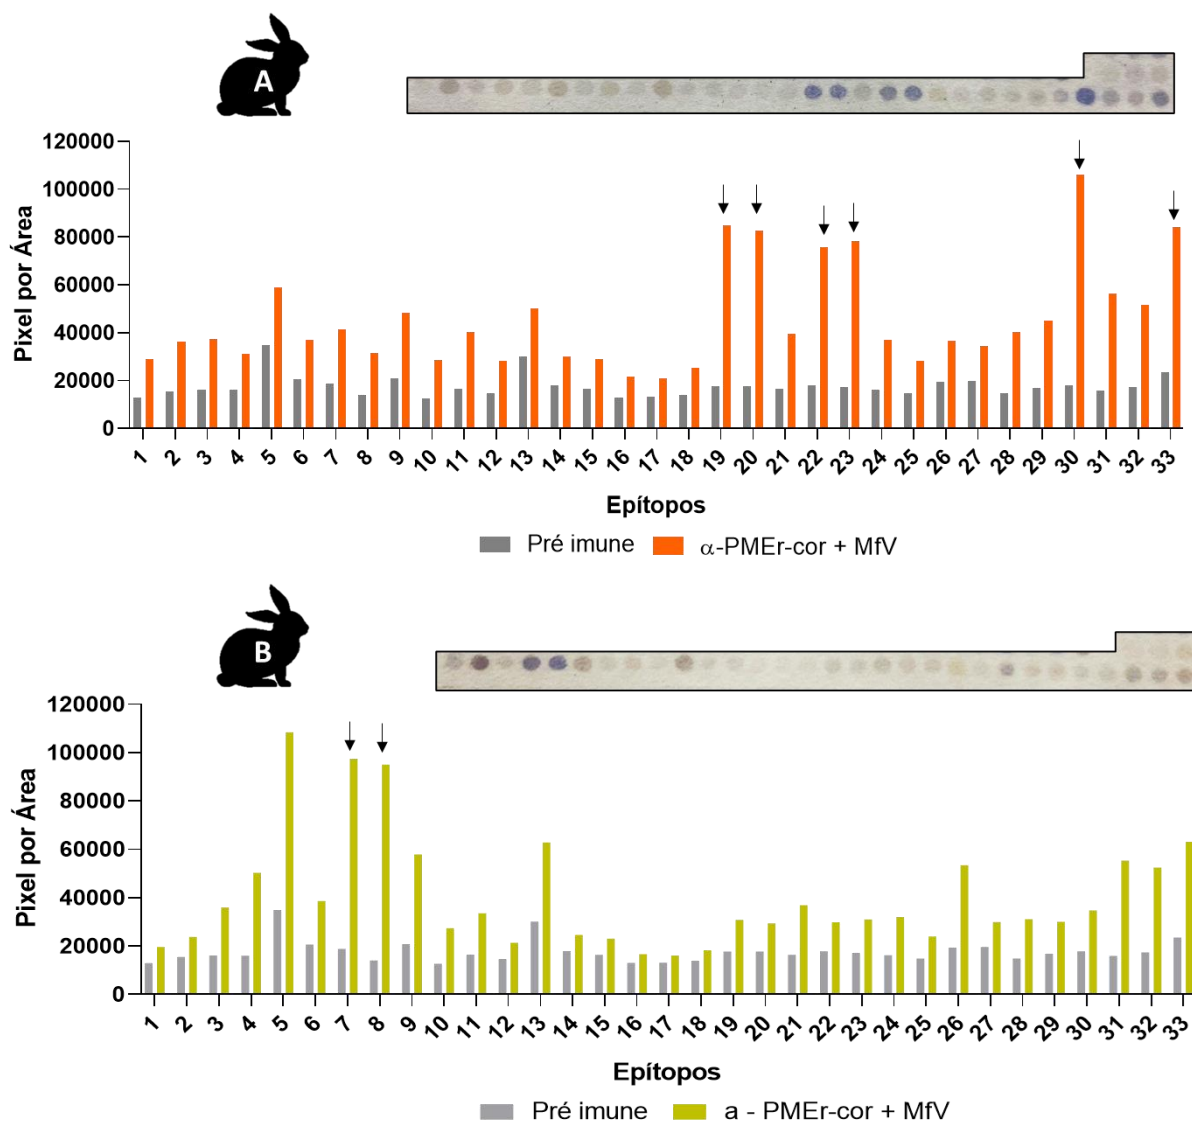 A
120000
100000
80000
60000
40000
20000
0
Pixel por Área
1 2 3 4 5 6 7 8 9 10 11 12 13 14 15 16 17 18 19 20 21 22 23 24 25 26 27 28 29 30 31 32 33
Epítopos
Pré imune α-PMEr-cor + MfV
B
120000
100000
80000
60000
40000
20000
0
Pixel por Área
1 2 3 4 5 6 7 8 9 10 11 12 13 14 15 16 17 18 19 20 21 22 23 24 25 26 27 28 29 30 31 32 33
Epítopos
Pré imune a - PMEr-cor + MfV